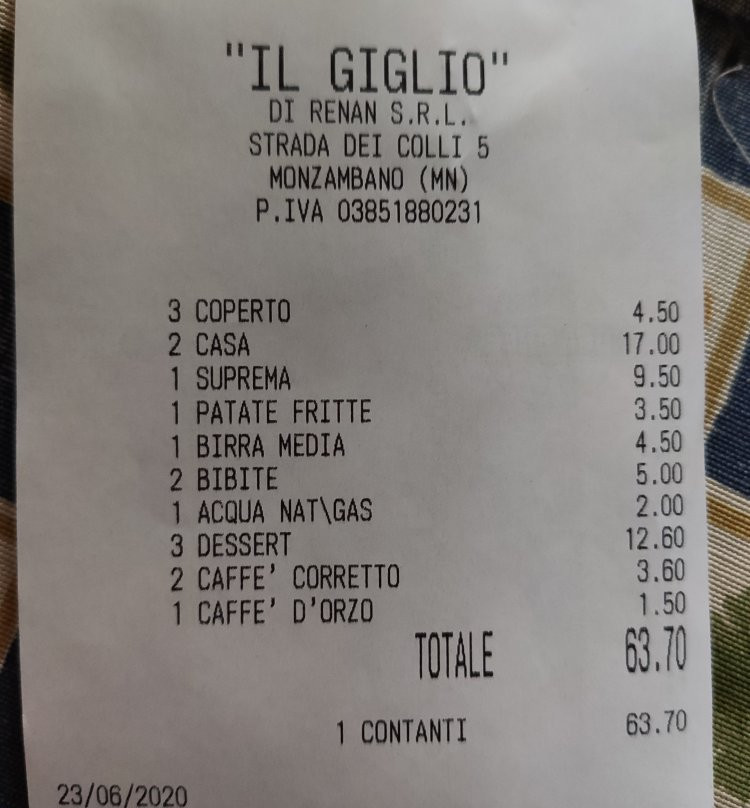 "IL GIGLIO"
DI RENAN S.R.L.
STRADA DEI COLLI 5
MONZAMBANO (MN)
P.IVA 03851880231
3 COPERTO 4.50
2 CASA 17.00
1 SUPREMA 9.50
1 PATATE FRITTE 3.50
1 BIRRA MEDIA 4.50
2 BIBITE 5.00
1 ACQUA NAT\GAS 2.00
3 DESSERT 12.60
2 CAFFE' CORRETTO 3.60
1 CAFFE' D'ORZO 1.50
TOTALE 63.70
1 CONTANTI 63.70
23/06/2020